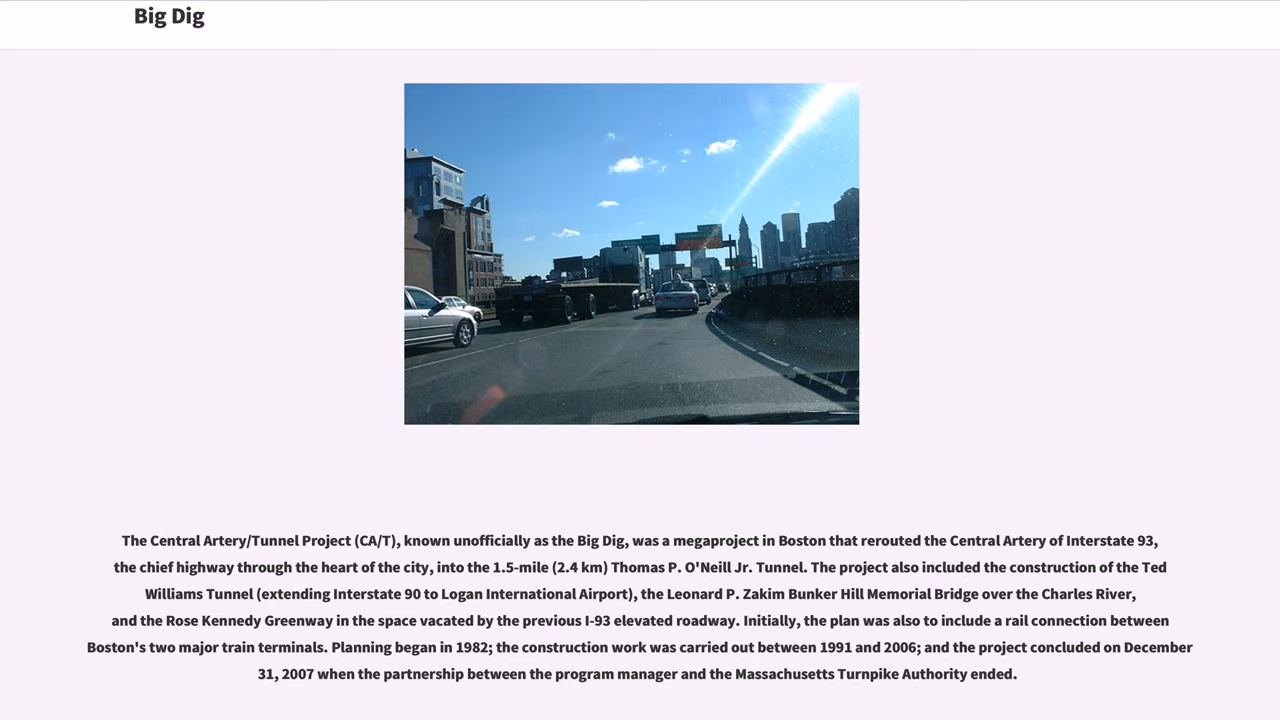 Big Dig
The Central Artery/Tunnel Project (CA/T), known unofficially as the Big Dig, was a megaproject in Boston that rerouted the Central Artery of Interstate 93,
the chief highway through the heart of the city, into the 1.5-mile (2.4 km) Thomas P. O'Neill Jr. Tunnel. The project also included the construction of the Ted
Williams Tunnel (extending Interstate 90 to Logan International Airport), the Leonard P. Zakim Bunker Hill Memorial Bridge over the Charles River,
and the Rose Kennedy Greenway in the space vacated by the previous I-93 elevated roadway. Initially, the plan was also to include a rail connection between
Boston's two major train terminals. Planning began in 1982; the construction work was carried out between 1991 and 2006; and the project concluded on December
31, 2007 when the partnership between the program manager and the Massachusetts Turnpike Authority ended.